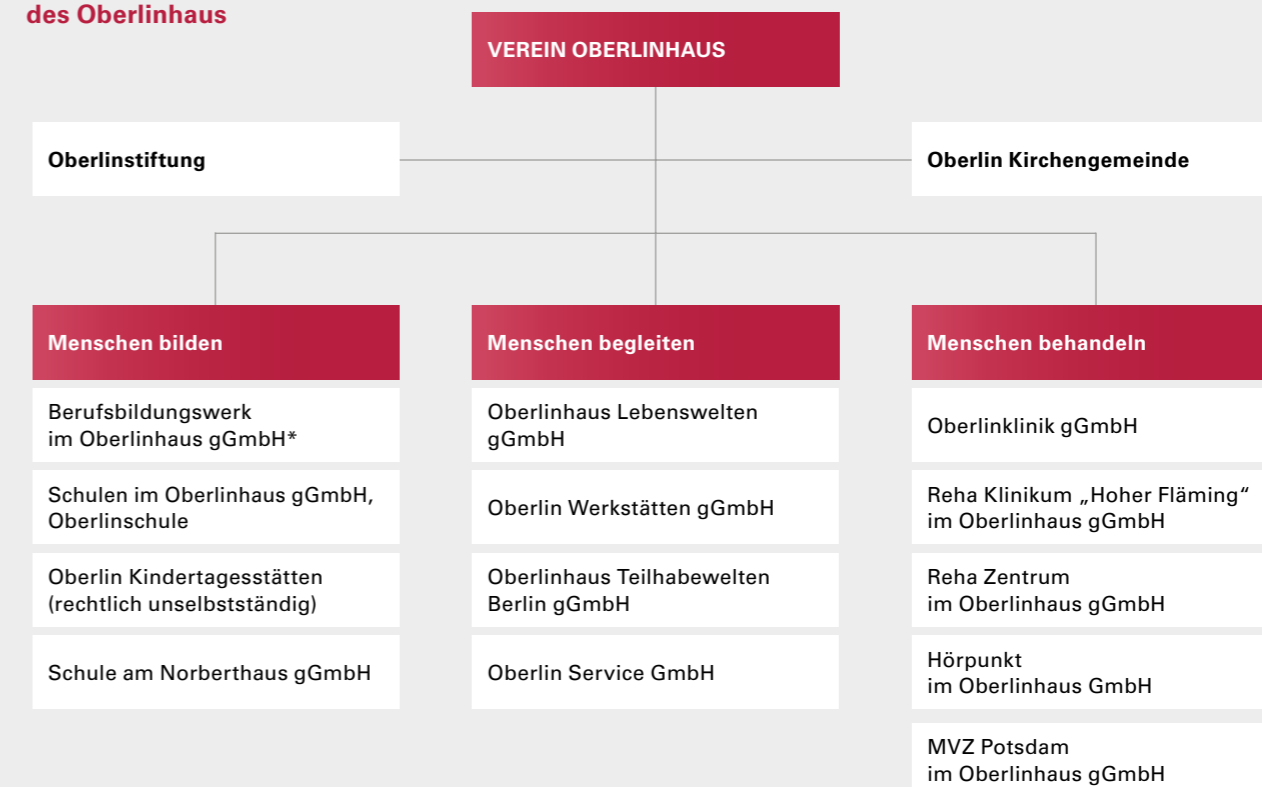 des Oberlinhaus
VEREIN OBERLINHAUS
Oberlinstiftung
Oberlin Kirchengemeinde
Menschen bilden
Berufsbildungswerk
im Oberlinhaus gGmbH*
Schulen im Oberlinhaus gGmbH,
Oberlinschule
Oberlin Kindertagesstätten
(rechtlich unselbstständig)
Schule am Norberthaus gGmbH
Menschen begleiten
Oberlinhaus Lebenswelten
gGmbH
Oberlin Werkstätten gGmbH
Oberlinhaus Teilhabewelten
Berlin gGmbH
Oberlin Service GmbH
Menschen behandeln
Oberlinklinik gGmbH
Reha Klinikum „Hoher Fläming“
im Oberlinhaus gGmbH
Reha Zentrum
im Oberlinhaus gGmbH
Hörpunkt
im Oberlinhaus GmbH
MVZ Potsdam
im Oberlinhaus gGmbH